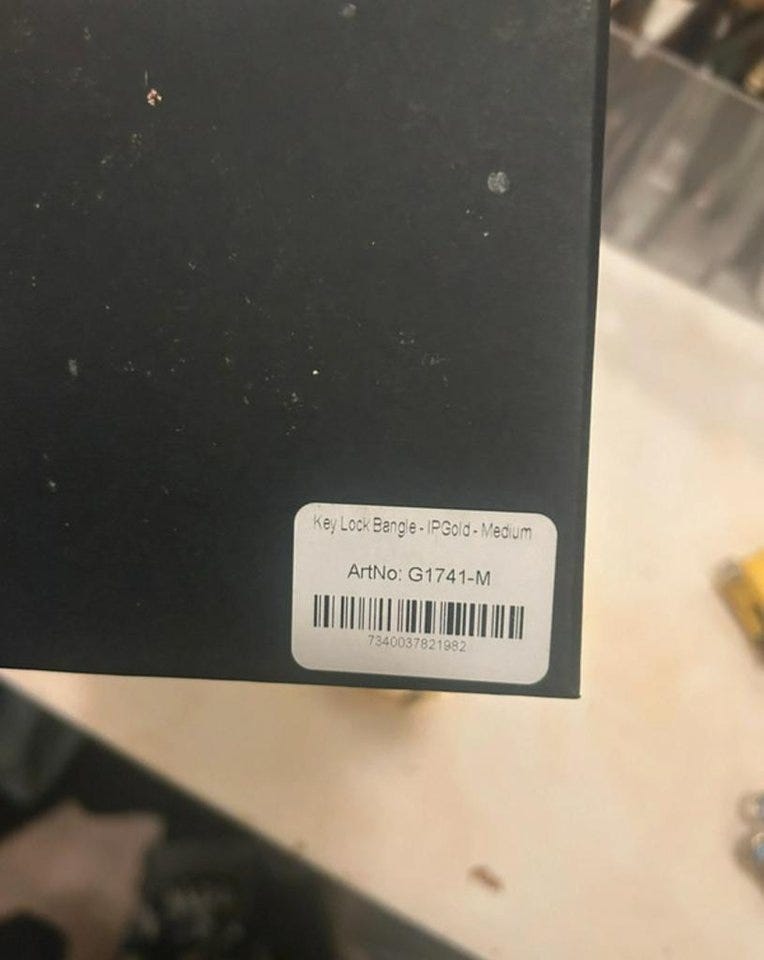 Key Lock Bangle - IPGold - Medium
ArtNo: G1741-M
7340037821982